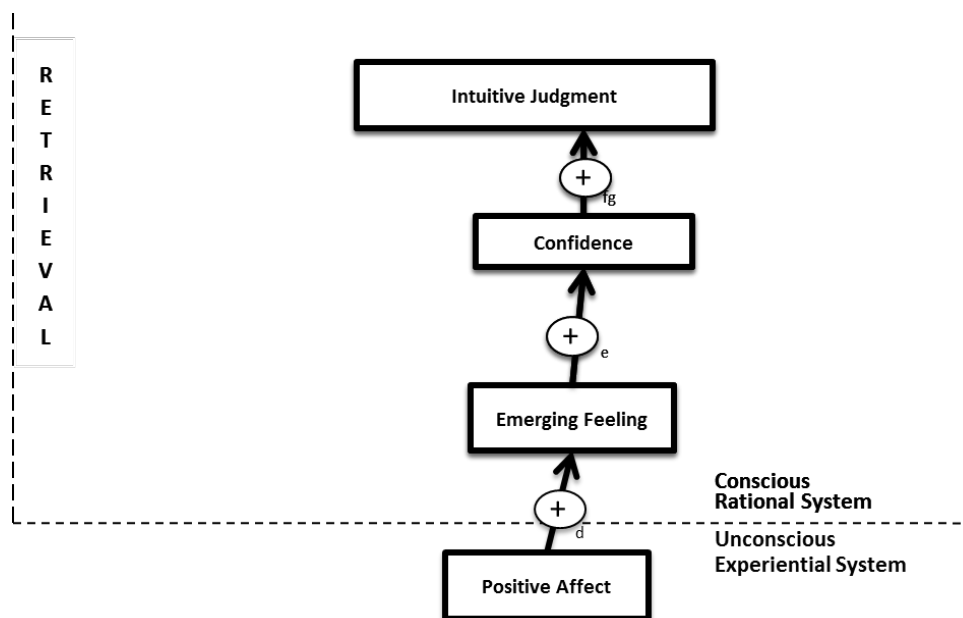 R
E
T
R
I
E
V
A
L
Intuitive Judgment
+
fg
Confidence
+
e
Emerging Feeling
+
d
Conscious
Rational System
Unconscious
Experiential System
Positive Affect